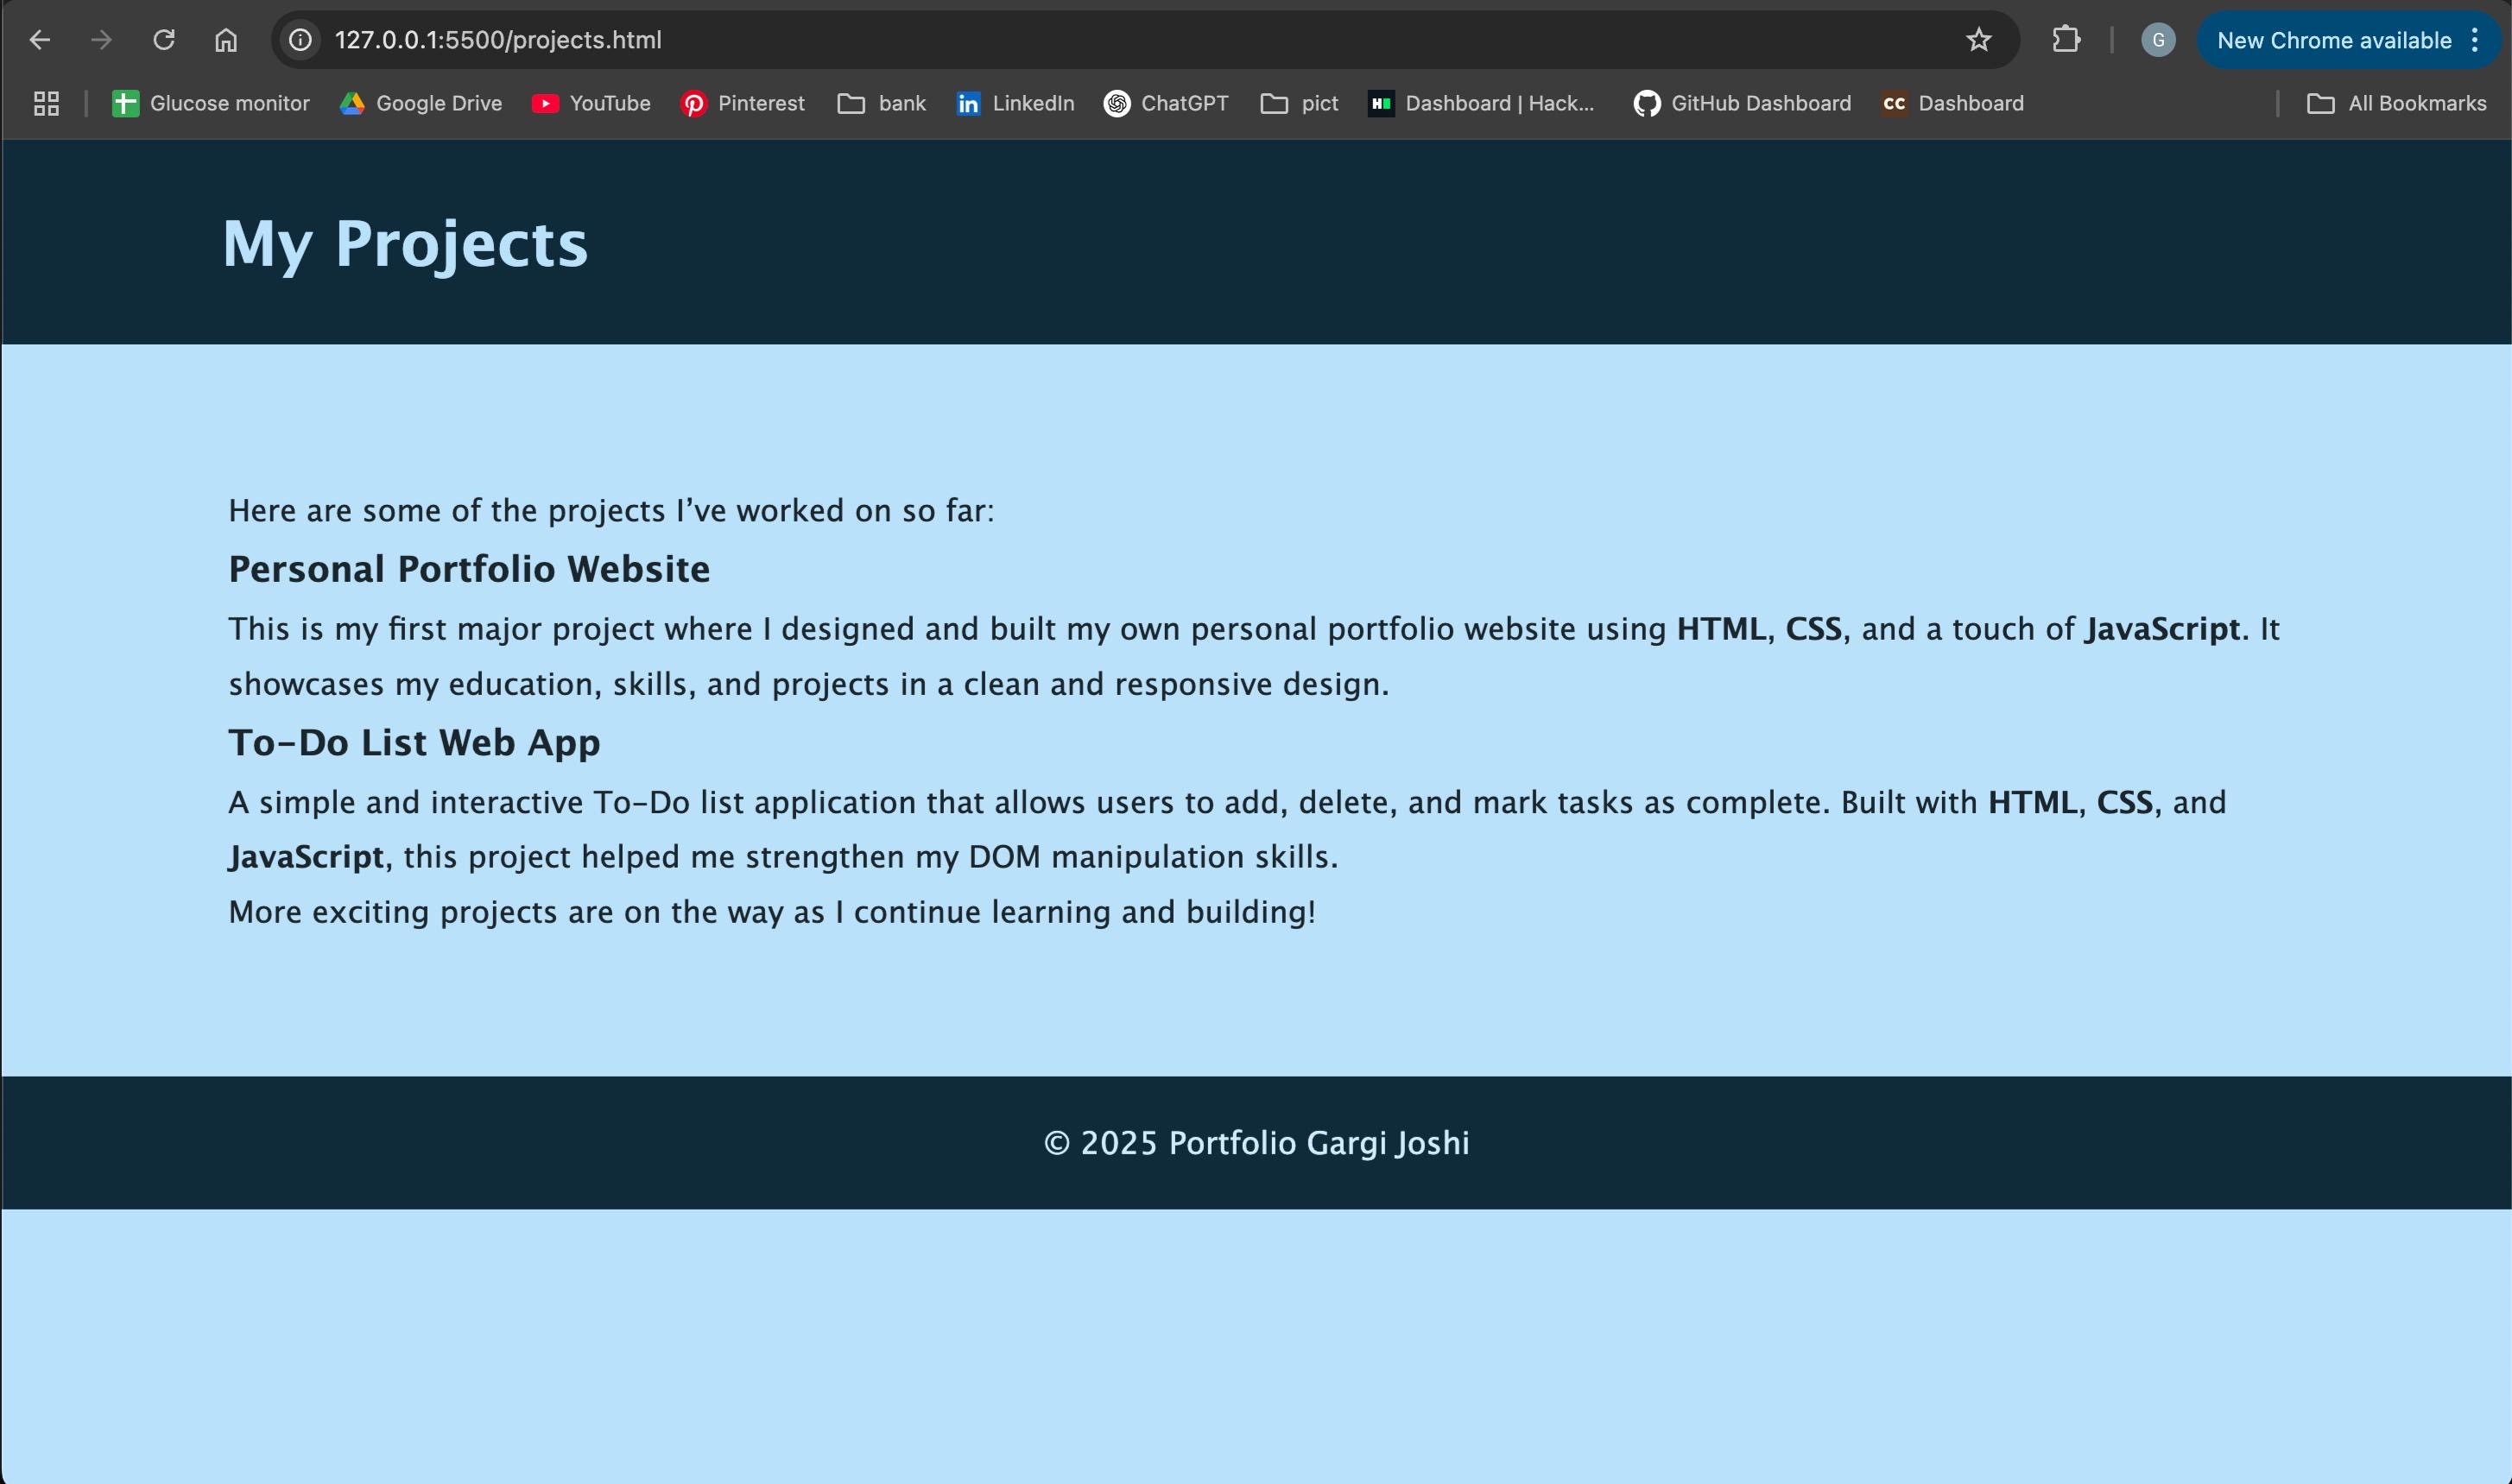 127.0.0.1:5500/projects.html
G
New Chrome available
Glucose monitor
Google Drive
YouTube
Pinterest
bank
in LinkedIn
ChatGPT
pict
H Dashboard | Hack...
GitHub Dashboard
CC Dashboard
All Bookmarks
My Projects
Here are some of the projects I’ve worked on so far:
Personal Portfolio Website
This is my first major project where I designed and built my own personal portfolio website using HTML, CSS, and a touch of JavaScript. It
showcases my education, skills, and projects in a clean and responsive design.
To-Do List Web App
A simple and interactive To-Do list application that allows users to add, delete, and mark tasks as complete. Built with HTML, CSS, and
JavaScript, this project helped me strengthen my DOM manipulation skills.
More exciting projects are on the way as I continue learning and building!
© 2025 Portfolio Gargi Joshi